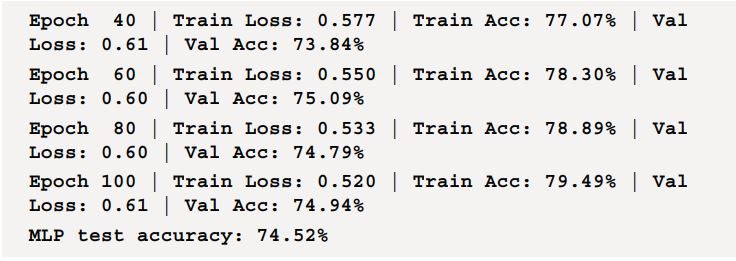 Epoch  40 | Train Loss: 0.577 | Train Acc: 77.07% | Val
Loss: 0.61 | Val Acc: 73.84%
Epoch  60 | Train Loss: 0.550 | Train Acc: 78.30% | Val
Loss: 0.60 | Val Acc: 75.09%
Epoch  80 | Train Loss: 0.533 | Train Acc: 78.89% | Val
Loss: 0.60 | Val Acc: 74.79%
Epoch 100 | Train Loss: 0.520 | Train Acc: 79.49% | Val
Loss: 0.61 | Val Acc: 74.94%
MLP test accuracy: 74.52%